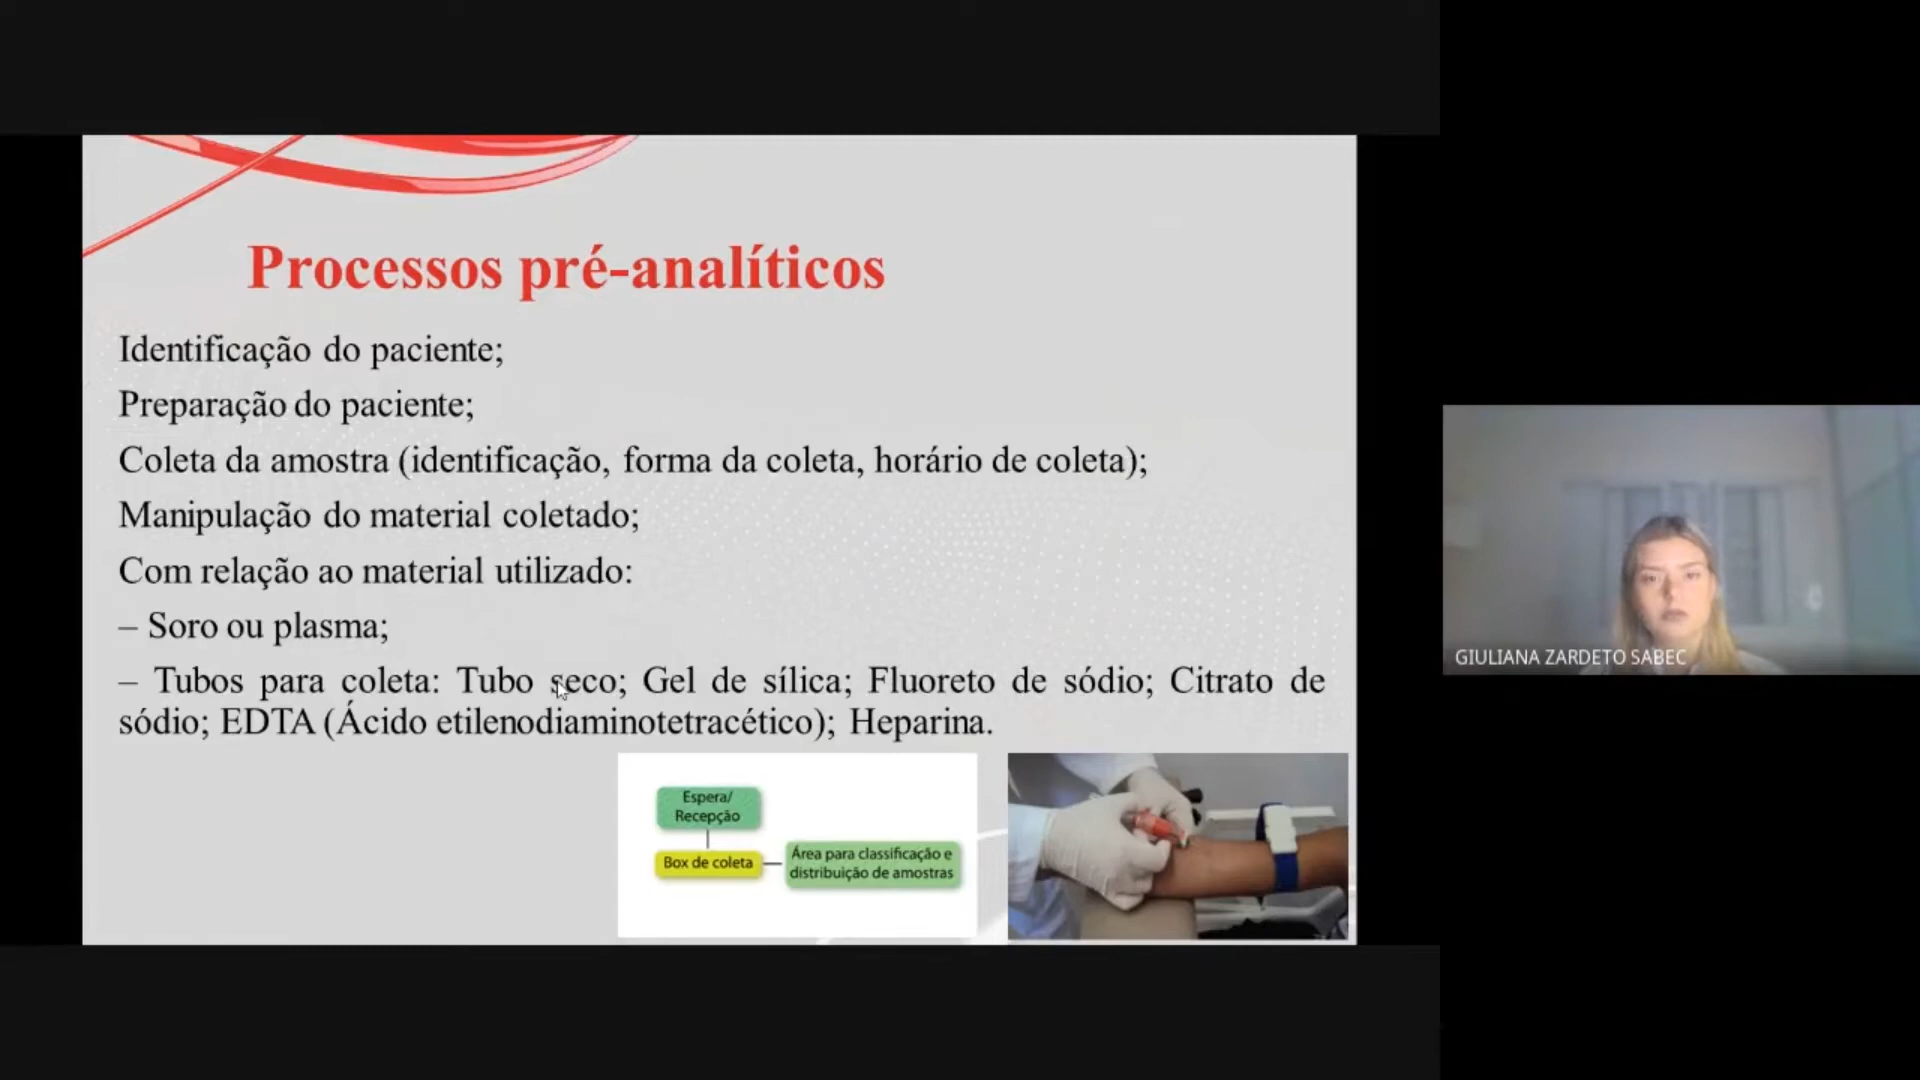 Processos pré-analíticos
Identificação do paciente;
Preparação do paciente;
Coleta da amostra (identificação, forma da coleta, horário de coleta);
Manipulação do material coletado;
Com relação ao material utilizado:
– Soro ou plasma;
– Tubos para coleta: Tubo seco; Gel de sílica; Fluoreto de sódio; Citrato de
sódio; EDTA (Ácido etilenodiaminotetracético); Heparina.
Espera/
Recepção
Box de coleta
Área para classificação e
distribuição de amostras
GIULIANA ZARDETO SABEC